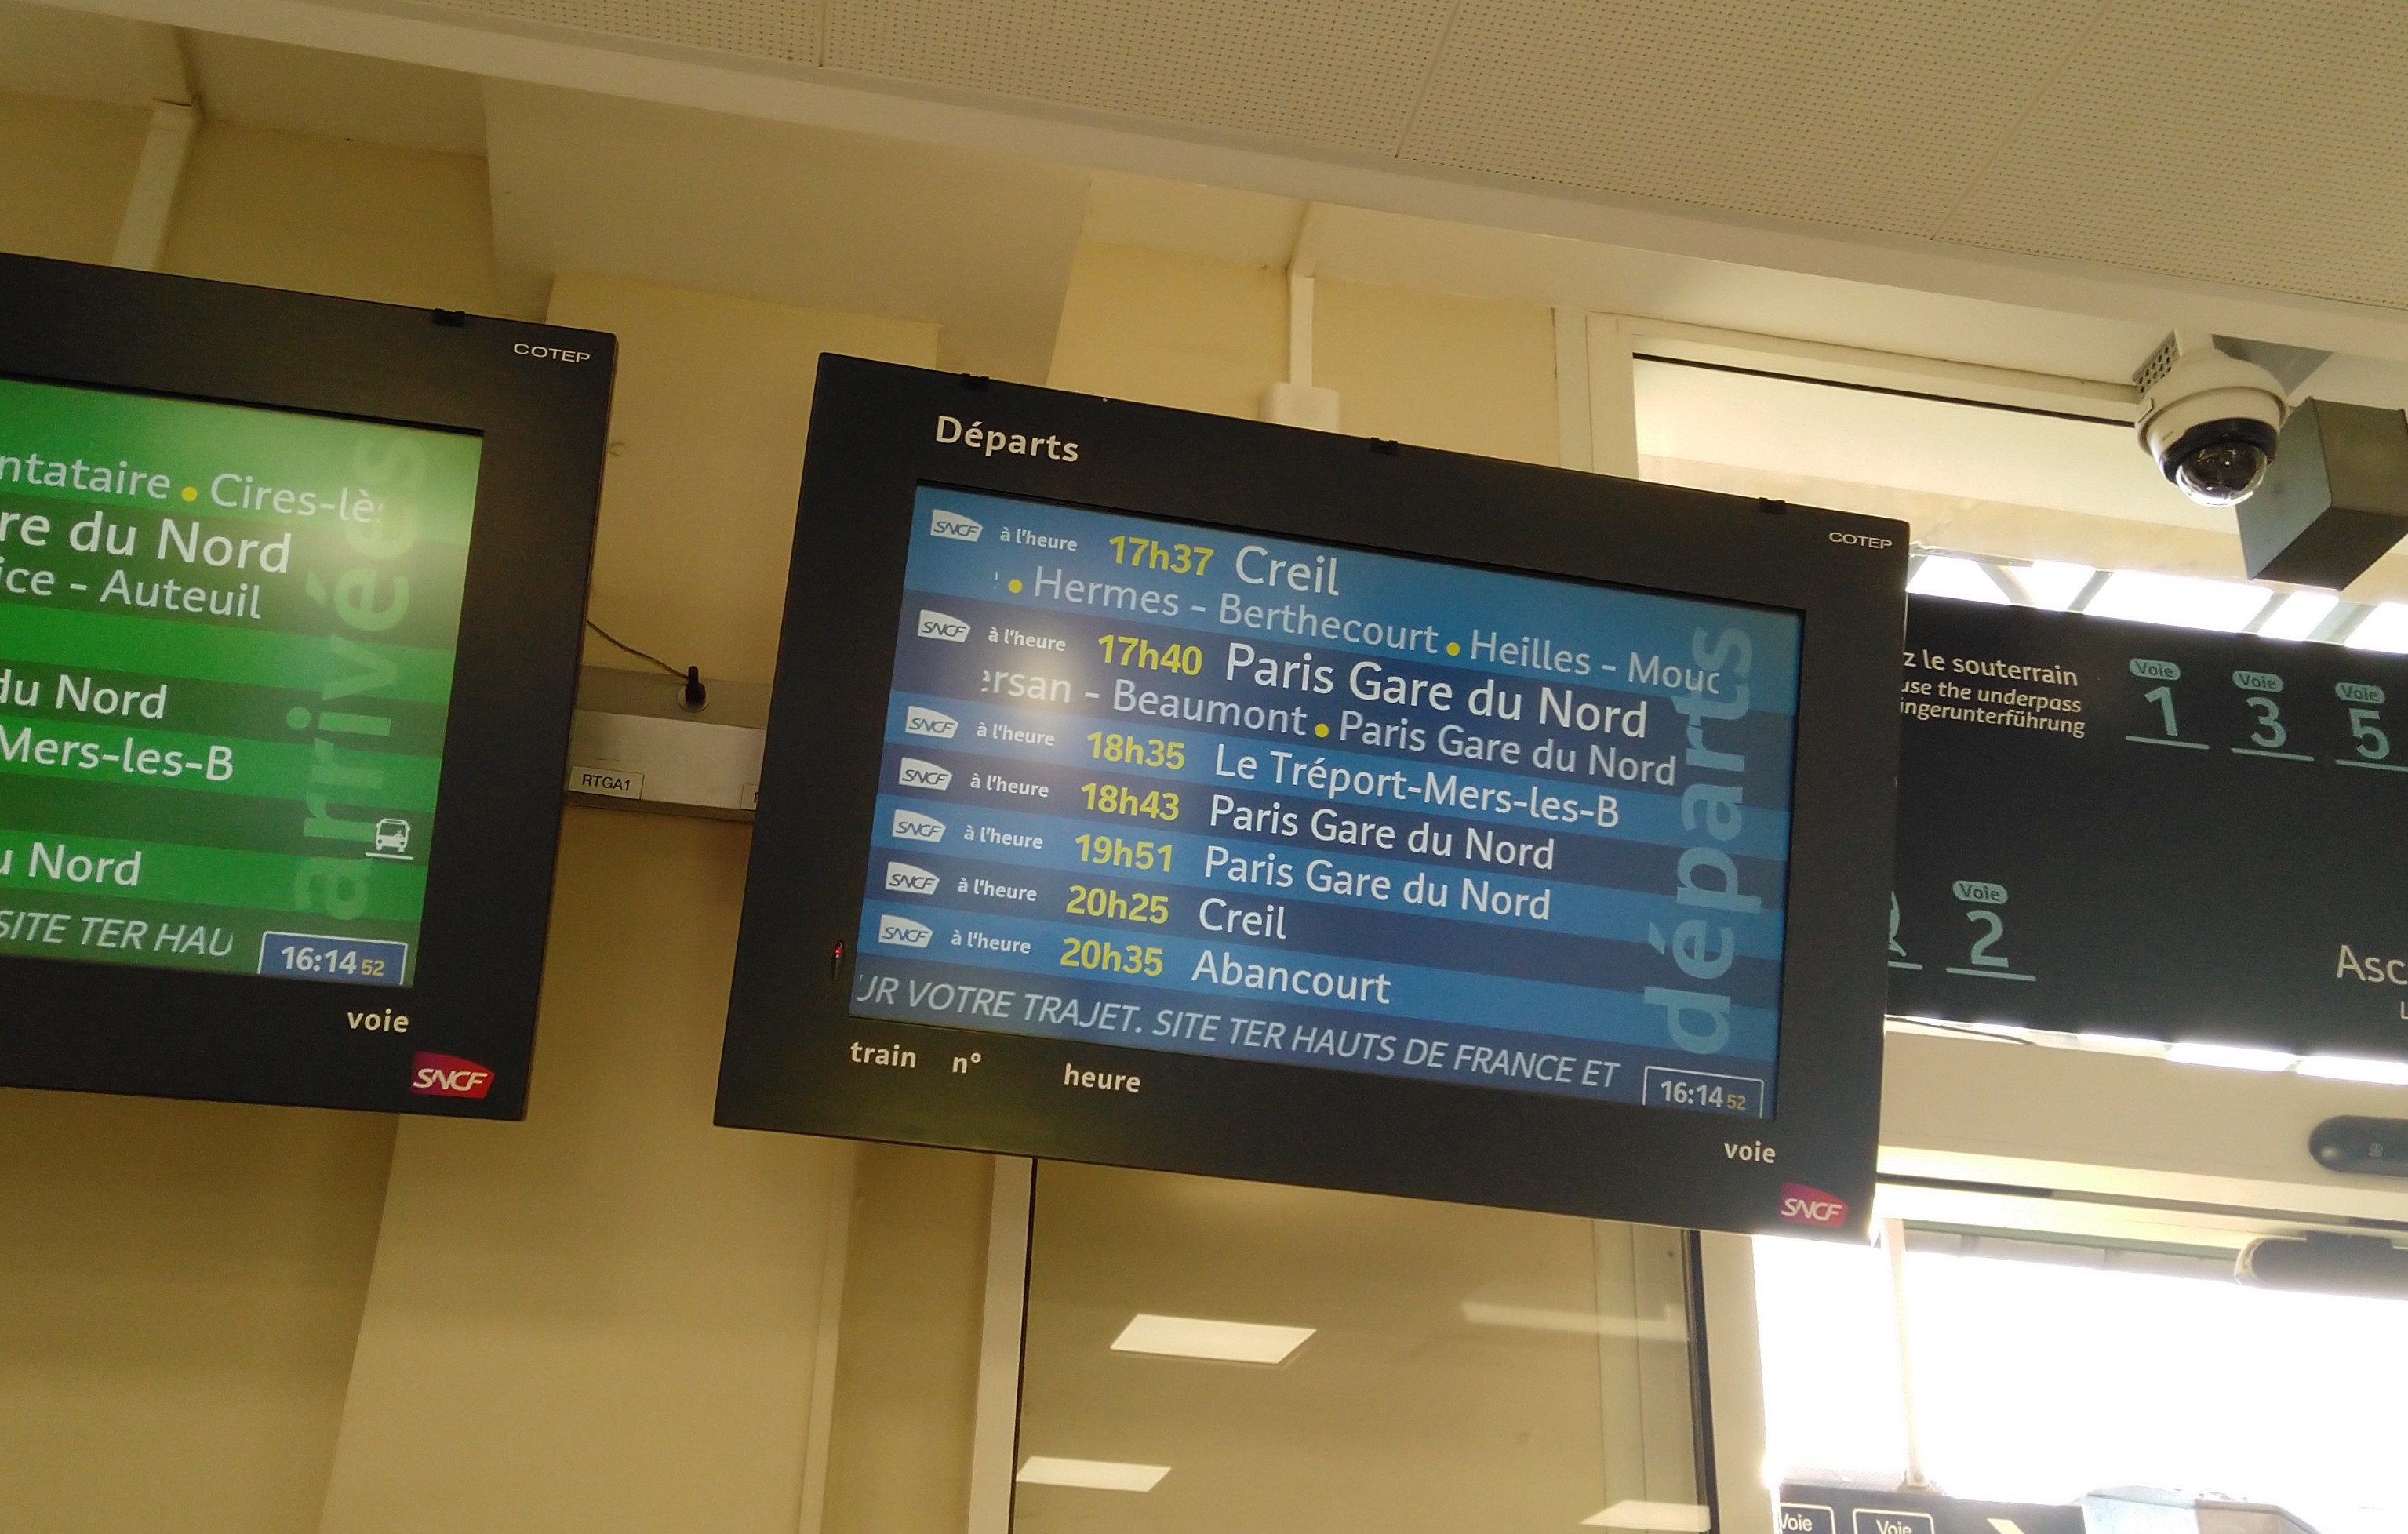 COTEP
ntataire • Cires-lè
re du Nord
ice - Auteuil
du Nord
Mers-les-B
u Nord
SITE TER HAU
16:14 52
arrivées
voie
SNCF
RTGA1
Départs
COTEP
SNCF à l'heure 17h37 Creil
• Hermes - Berthecourt • Heilles - Mouc
SNCF à l'heure 17h40 Paris Gare du Nord
ersan - Beaumont • Paris Gare du Nord
SNCF à l'heure 18h35 Le Tréport-Mers-les-B
SNCF à l'heure 18h43 Paris Gare du Nord
SNCF à l'heure 19h51 Paris Gare du Nord
SNCF à l'heure 20h25 Creil
SNCF à l'heure 20h35 Abancourt
UR VOTRE TRAJET. SITE TER HAUTS DE FRANCE ET
16:14 52
départs
train n° heure
voie
SNCF
z le souterrain
use the underpass
ingerunterführung
Voie 1
Voie 3
Voie 5
Voie 2
Asc
L
Voie
Voie